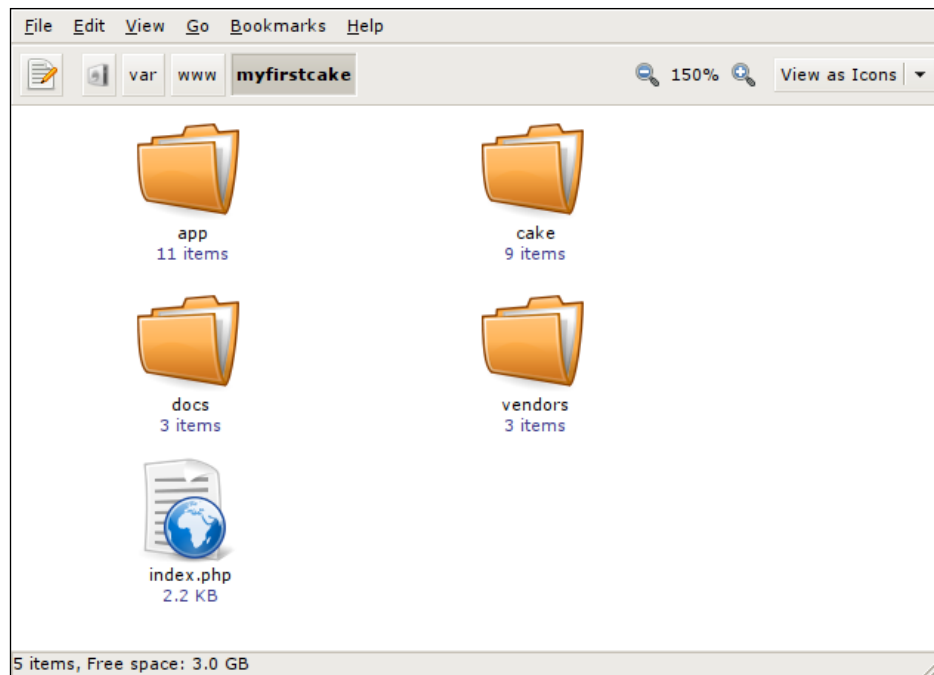 File Edit View Go Bookmarks Help
var www myfirstcake 150% View as Icons
app cake
11 items 9 items
docs vendors
3 items 3 items
index.php
2.2 KB
5 items, Free space: 3.0 GB